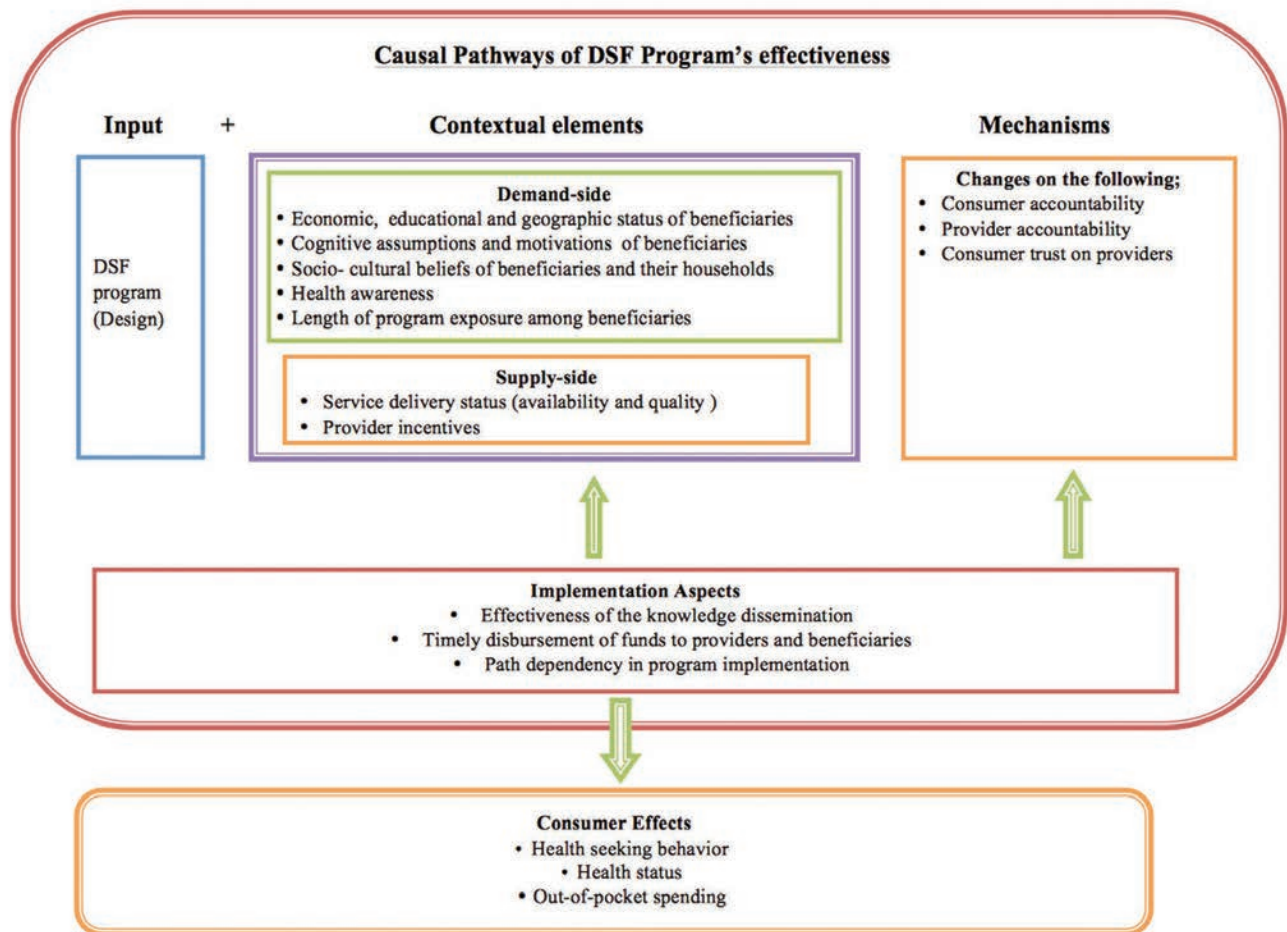 Causal Pathways of DSF Program's effectiveness
Input + Contextual elements Mechanisms
DSF
program
(Design)
Demand-side
• Economic, educational and geographic status of beneficiaries
• Cognitive assumptions and motivations of beneficiaries
• Socio- cultural beliefs of beneficiaries and their households
• Health awareness
• Length of program exposure among beneficiaries
Supply-side
• Service delivery status (availability and quality )
• Provider incentives
Changes on the following;
• Consumer accountability
• Provider accountability
• Consumer trust on providers
Implementation Aspects
• Effectiveness of the knowledge dissemination
• Timely disbursement of funds to providers and beneficiaries
• Path dependency in program implementation
Consumer Effects
• Health seeking behavior
• Health status
• Out-of-pocket spending